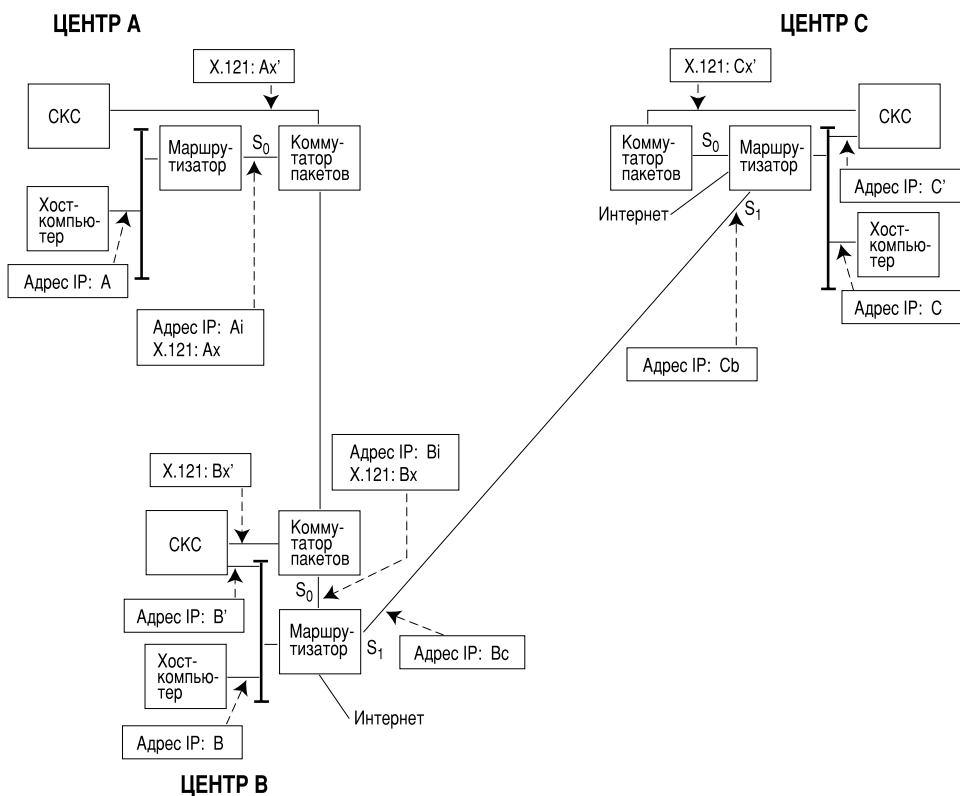 ЦЕНТР А
ЦЕНТР С
X.121: Ax'
X.121: Cx'
СКС
Маршру-
тизатор
S0
Комму-
татор
пакетов
Хост-
компью-
тер
Адрес IP: A
Адрес IP: Ai
X.121: Ax
Комму-
татор
пакетов
S0
Маршру-
тизатор
СКС
Адрес IP: C'
Интернет
S1
Хост-
компью-
тер
Адрес IP: C
Адрес IP: Cb
X.121: Bx'
Адрес IP: Bi
X.121: Bx
СКС
Комму-
татор
пакетов
S0
Адрес IP: B'
Маршру-
тизатор
S1
Адрес IP: Bc
Хост-
компью-
тер
Интернет
Адрес IP: B
ЦЕНТР В